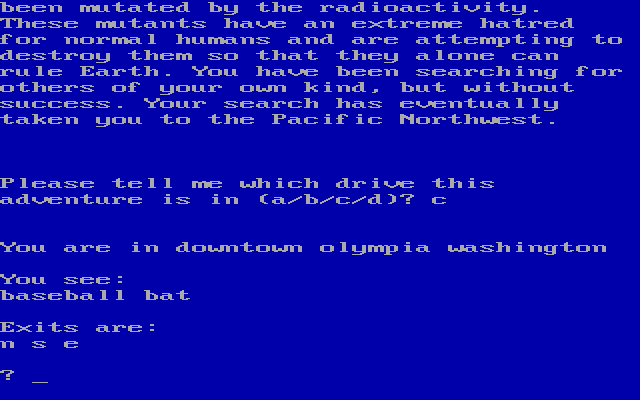 been mutated by the radioactivity.
These mutants have an extreme hatred
for normal humans and are attempting to
destroy them so that they alone can
rule Earth. You have been searching for
others of your own kind, but without
success. Your search has eventually
taken you to the Pacific Northwest.
Please tell me which drive this
adventure is in (a/b/c/d)? c
You are in downtown olympia washington
You see:
baseball bat
Exits are:
n s e
? _